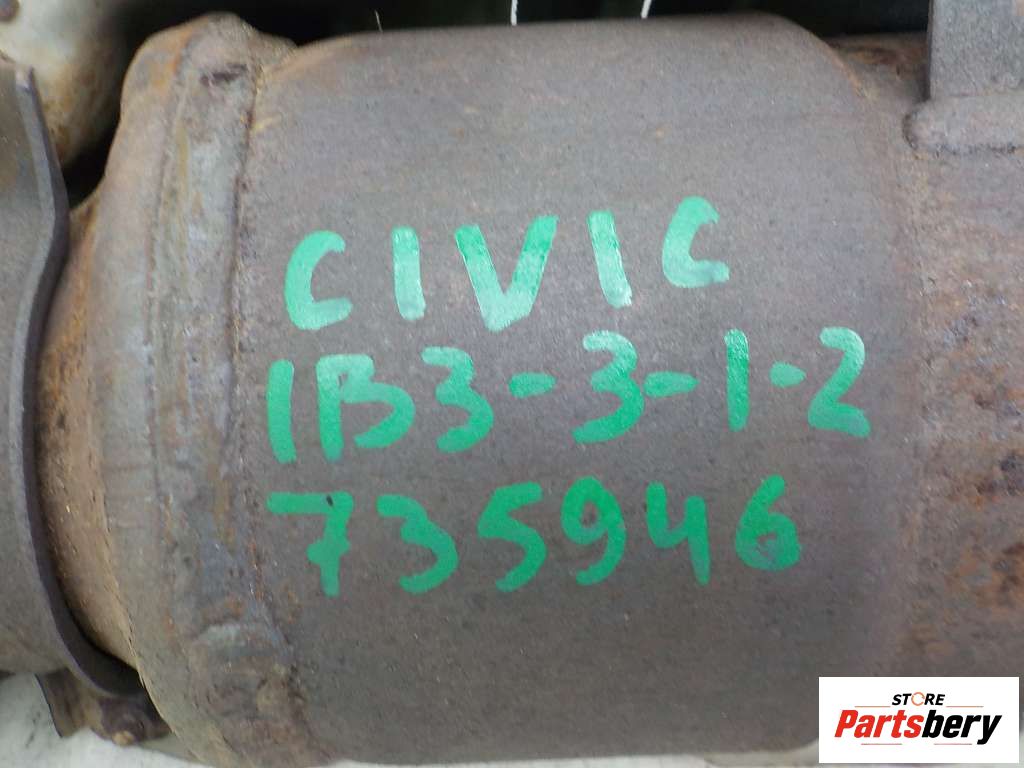 CIVIC
1B3-3-1-2
735946
STORE
Partsbery